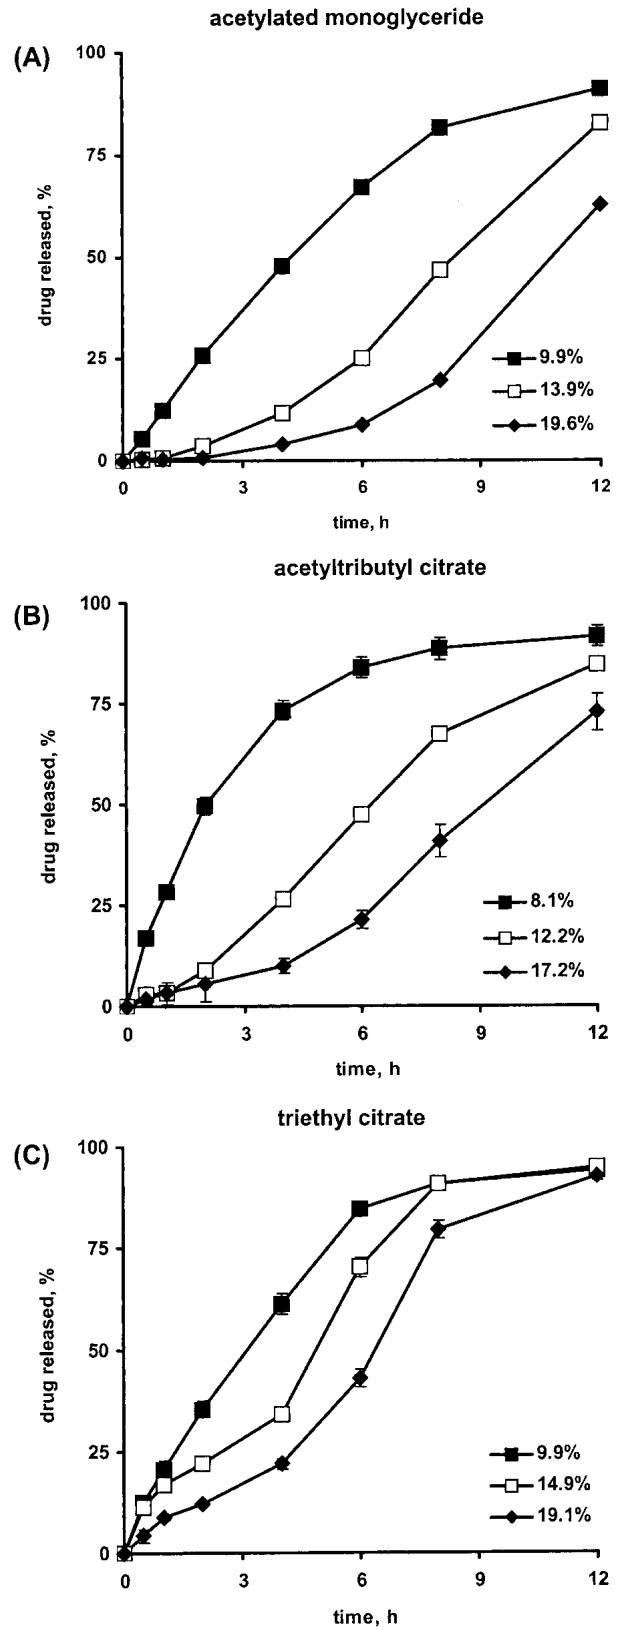 acetylated monoglyceride
(A)
100
75
50
25
0
drug released, %
9.9%
13.9%
19.6%
0 3 6 9 12
time, h
acetyltributyl citrate
(B)
100
75
50
25
0
drug released, %
8.1%
12.2%
17.2%
0 3 6 9 12
time, h
triethyl citrate
(C)
100
75
50
25
0
drug released, %
9.9%
14.9%
19.1%
0 3 6 9 12
time, h